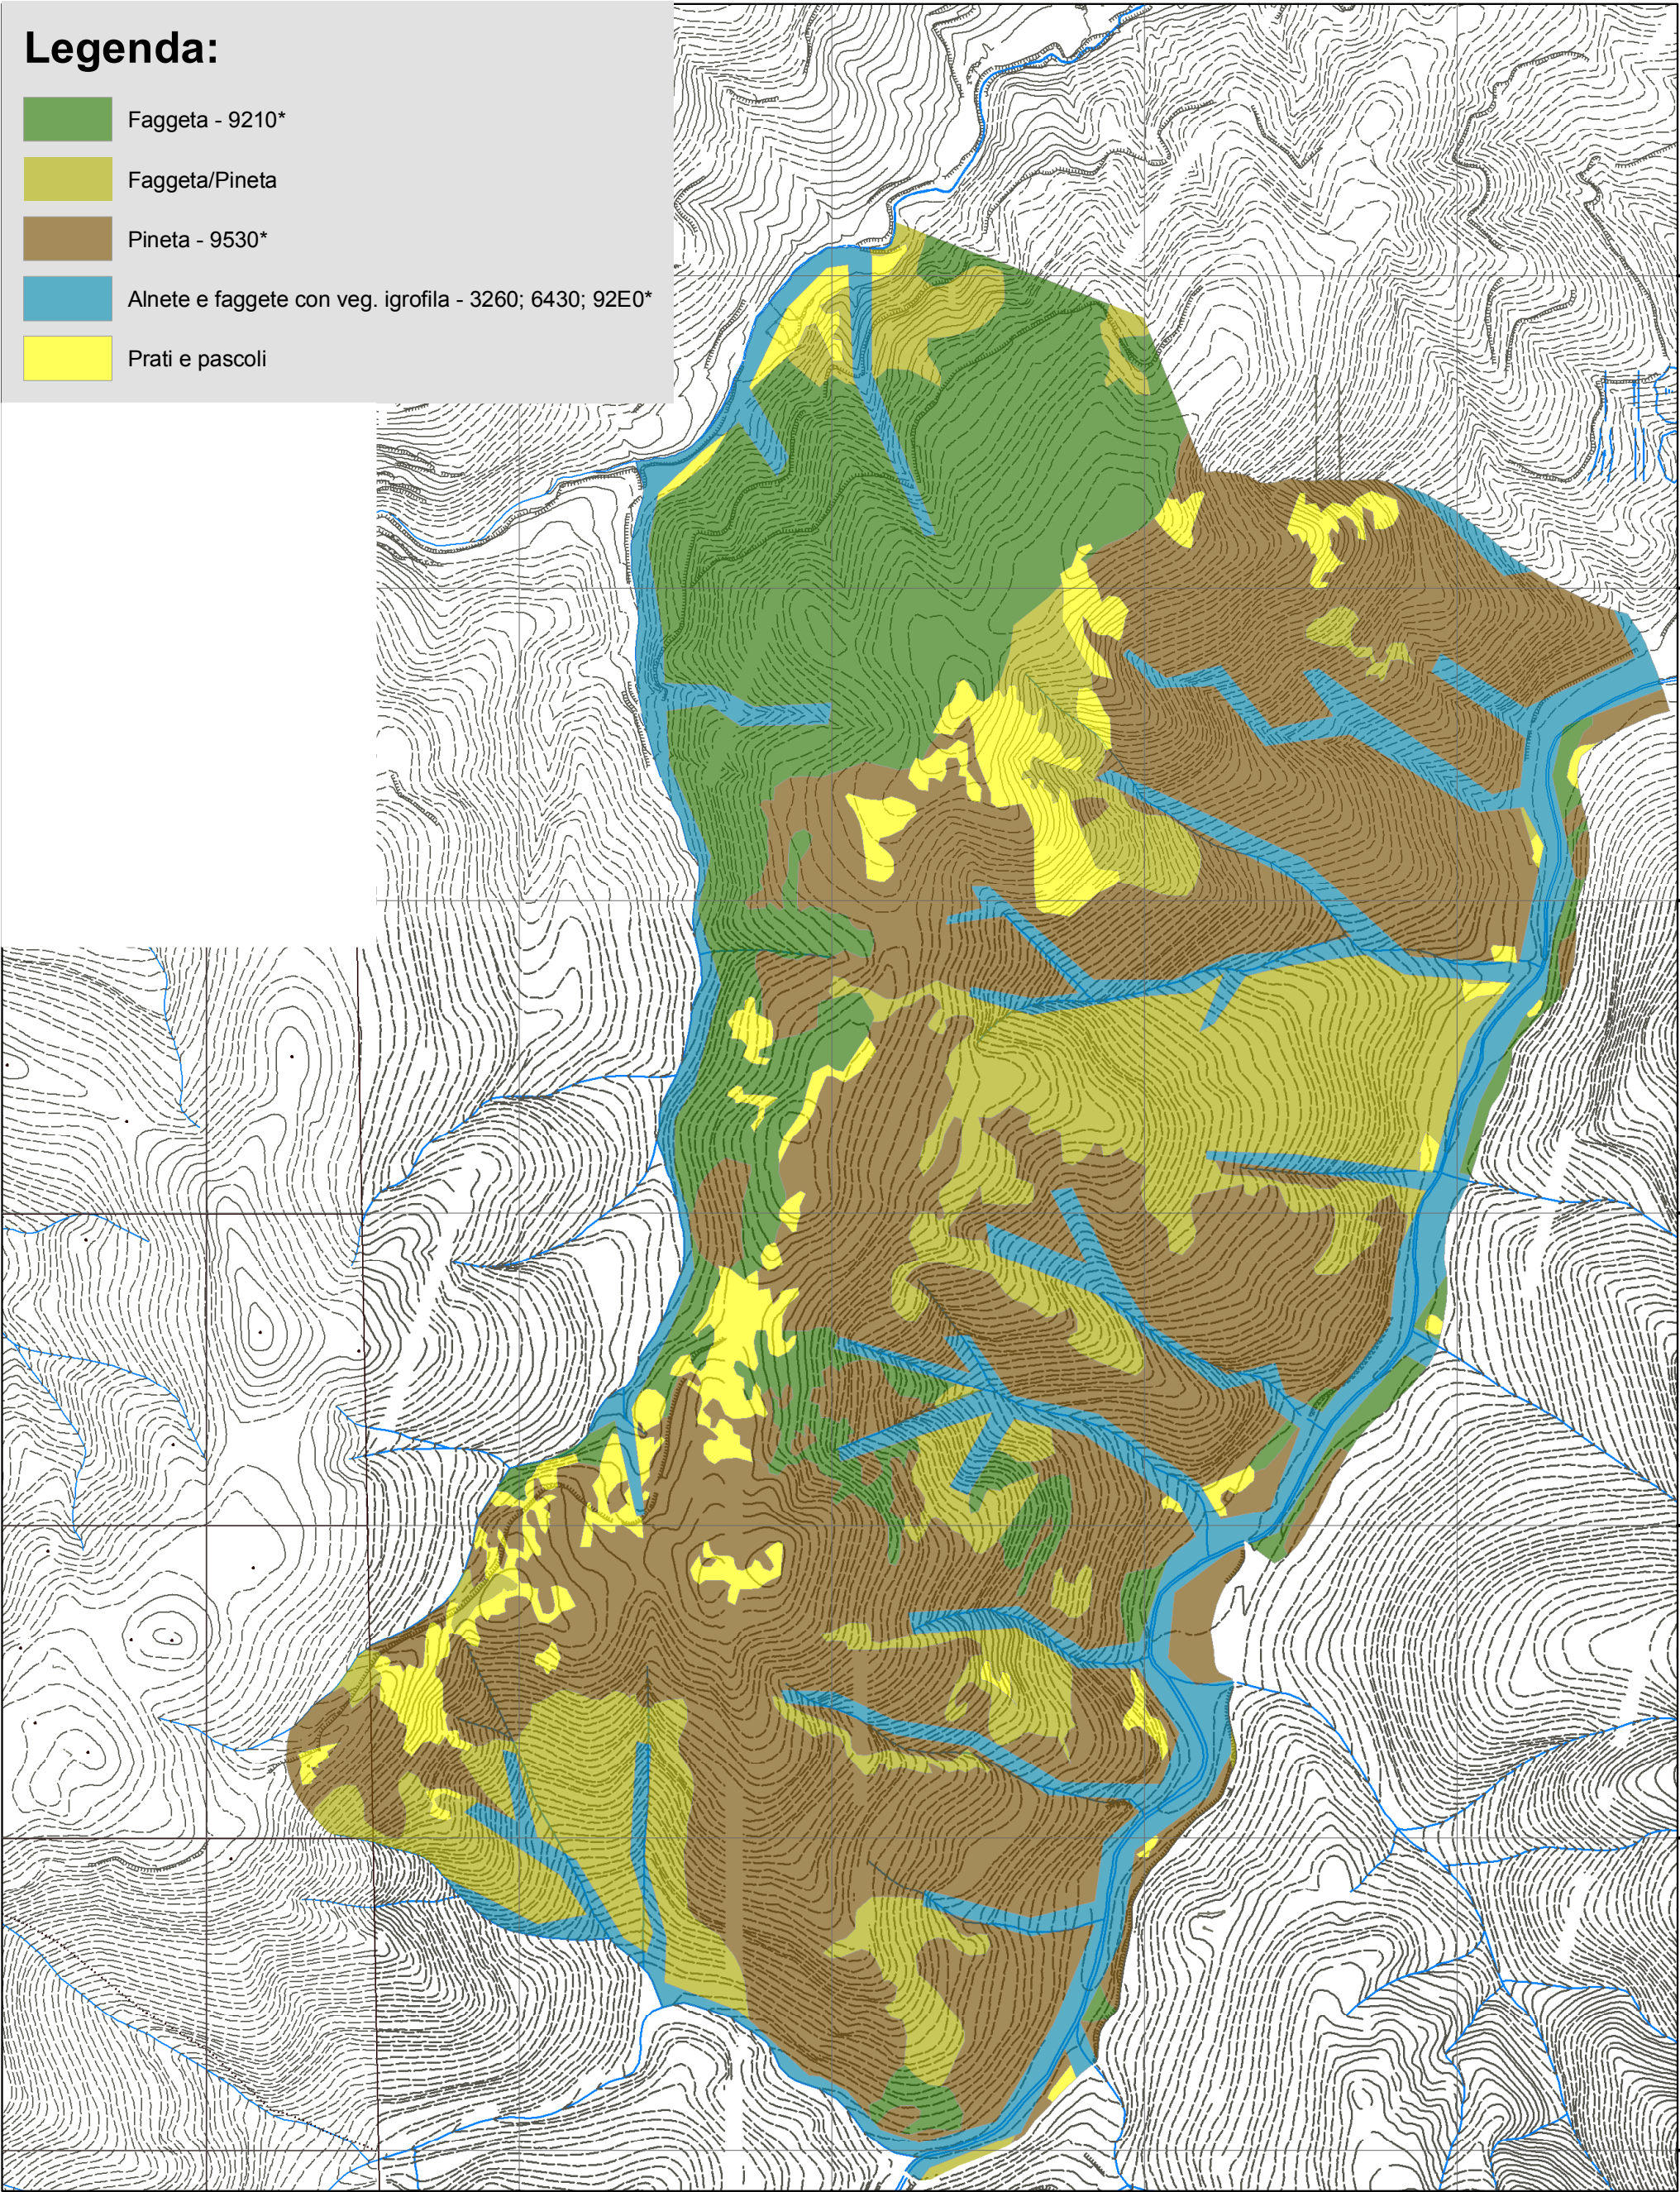 Legenda:
Faggeta - 9210*
Faggeta/Pineta
Pineta - 9530*
Alnete e faggete con veg. igrofila - 3260; 6430; 92E0*
Prati e pascoli